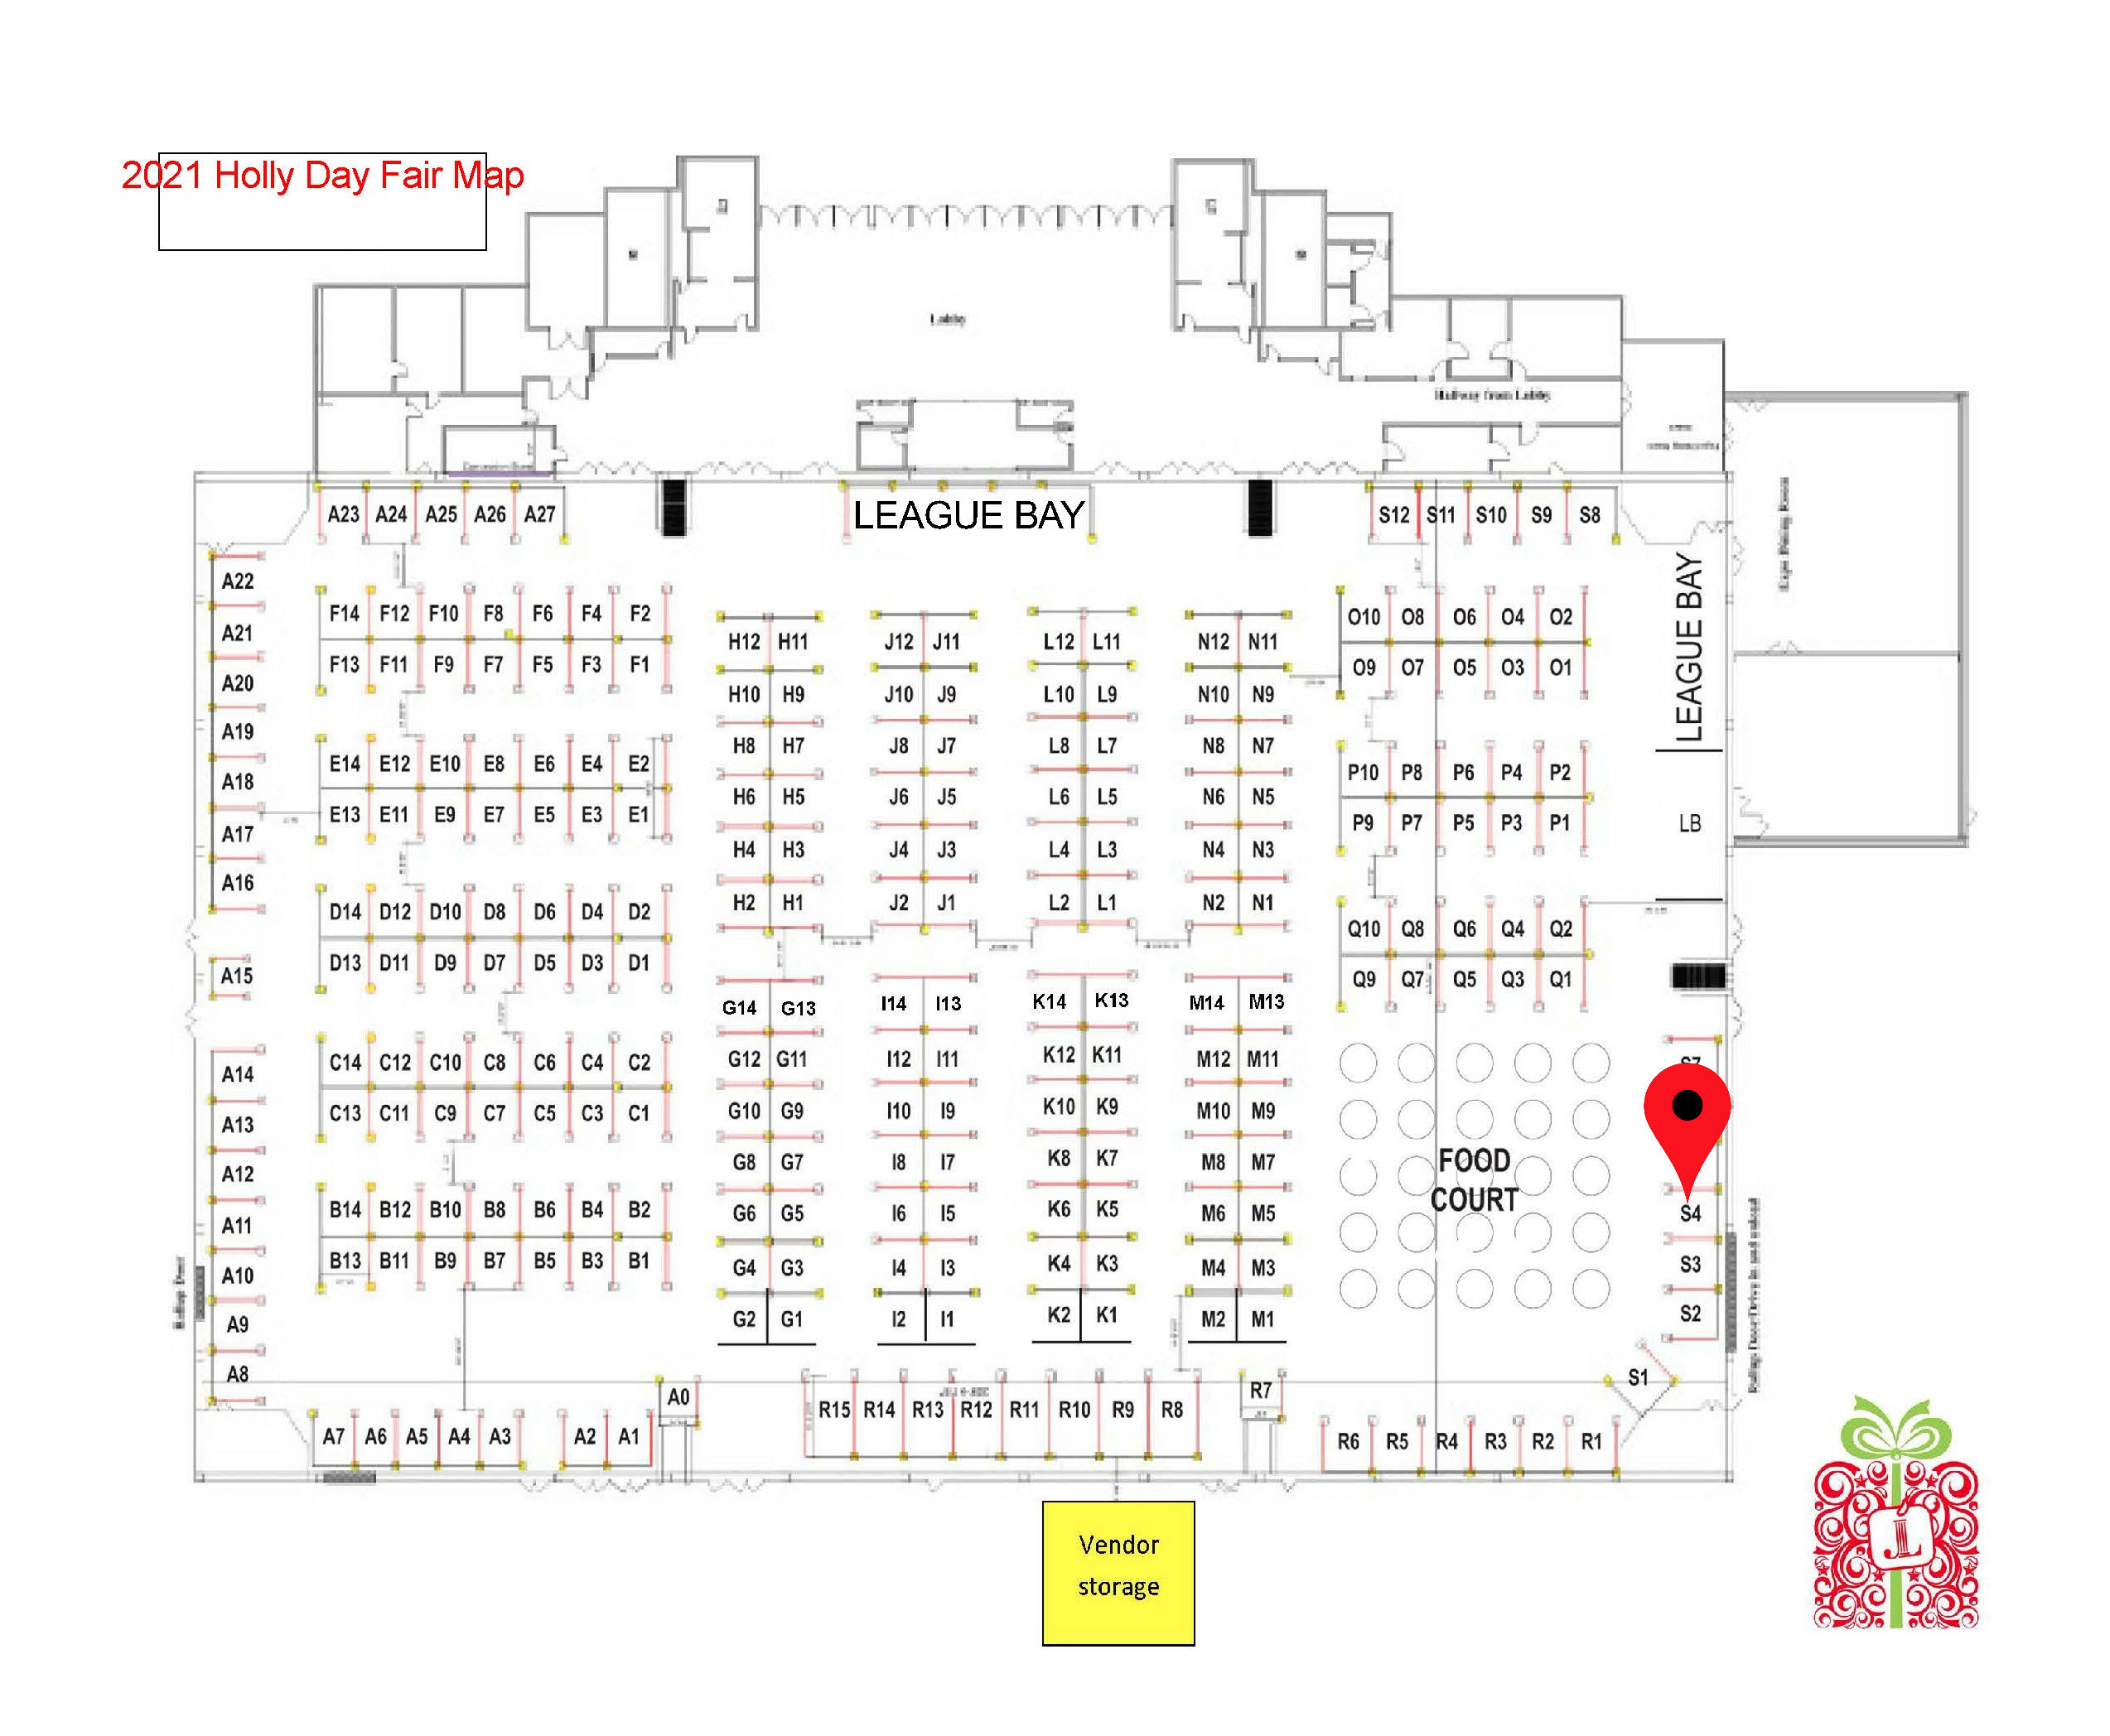 2021 Holly Day Fair Map
Lobby
Hallway from Lobby
LEAGUE BAY
A23 A24 A25 A26 A27
S12 S11 S10 S9 S8
LEAGUE BAY
LB
A22
A21
A20
A19
A18
A17
A16
A15
A14
A13
A12
A11
A10
A9
A8
F14 F12 F10 F8 F6 F4 F2
F13 F11 F9 F7 F5 F3 F1
E14 E12 E10 E8 E6 E4 E2
E13 E11 E9 E7 E5 E3 E1
D14 D12 D10 D8 D6 D4 D2
D13 D11 D9 D7 D5 D3 D1
C14 C12 C10 C8 C6 C4 C2
C13 C11 C9 C7 C5 C3 C1
B14 B12 B10 B8 B6 B4 B2
B13 B11 B9 B7 B5 B3 B1
H12 H11
H10 H9
H8 H7
H6 H5
H4 H3
H2 H1
G14 G13
G12 G11
G10 G9
G8 G7
G6 G5
G4 G3
G2 G1
J12 J11
J10 J9
J8 J7
J6 J5
J4 J3
J2 J1
I14 I13
I12 I11
I10 I9
I8 I7
I6 I5
I4 I3
I2 I1
L12 L11
L10 L9
L8 L7
L6 L5
L4 L3
L2 L1
K14 K13
K12 K11
K10 K9
K8 K7
K6 K5
K4 K3
K2 K1
N12 N11
N10 N9
N8 N7
N6 N5
N4 N3
N2 N1
M14 M13
M12 M11
M10 M9
M8 M7
M6 M5
M4 M3
M2 M1
O10 O8 O6 O4 O2
O9 O7 O5 O3 O1
P10 P8 P6 P4 P2
P9 P7 P5 P3 P1
Q10 Q8 Q6 Q4 Q2
Q9 Q7 Q5 Q3 Q1
FOOD
COURT
S7
S4
S3
S2
S1
A7 A6 A5 A4 A3 A2 A1
A0
R15 R14 R13 R12 R11 R10 R9 R8
R7
R6 R5 R4 R3 R2 R1
Vendor
storage
JL